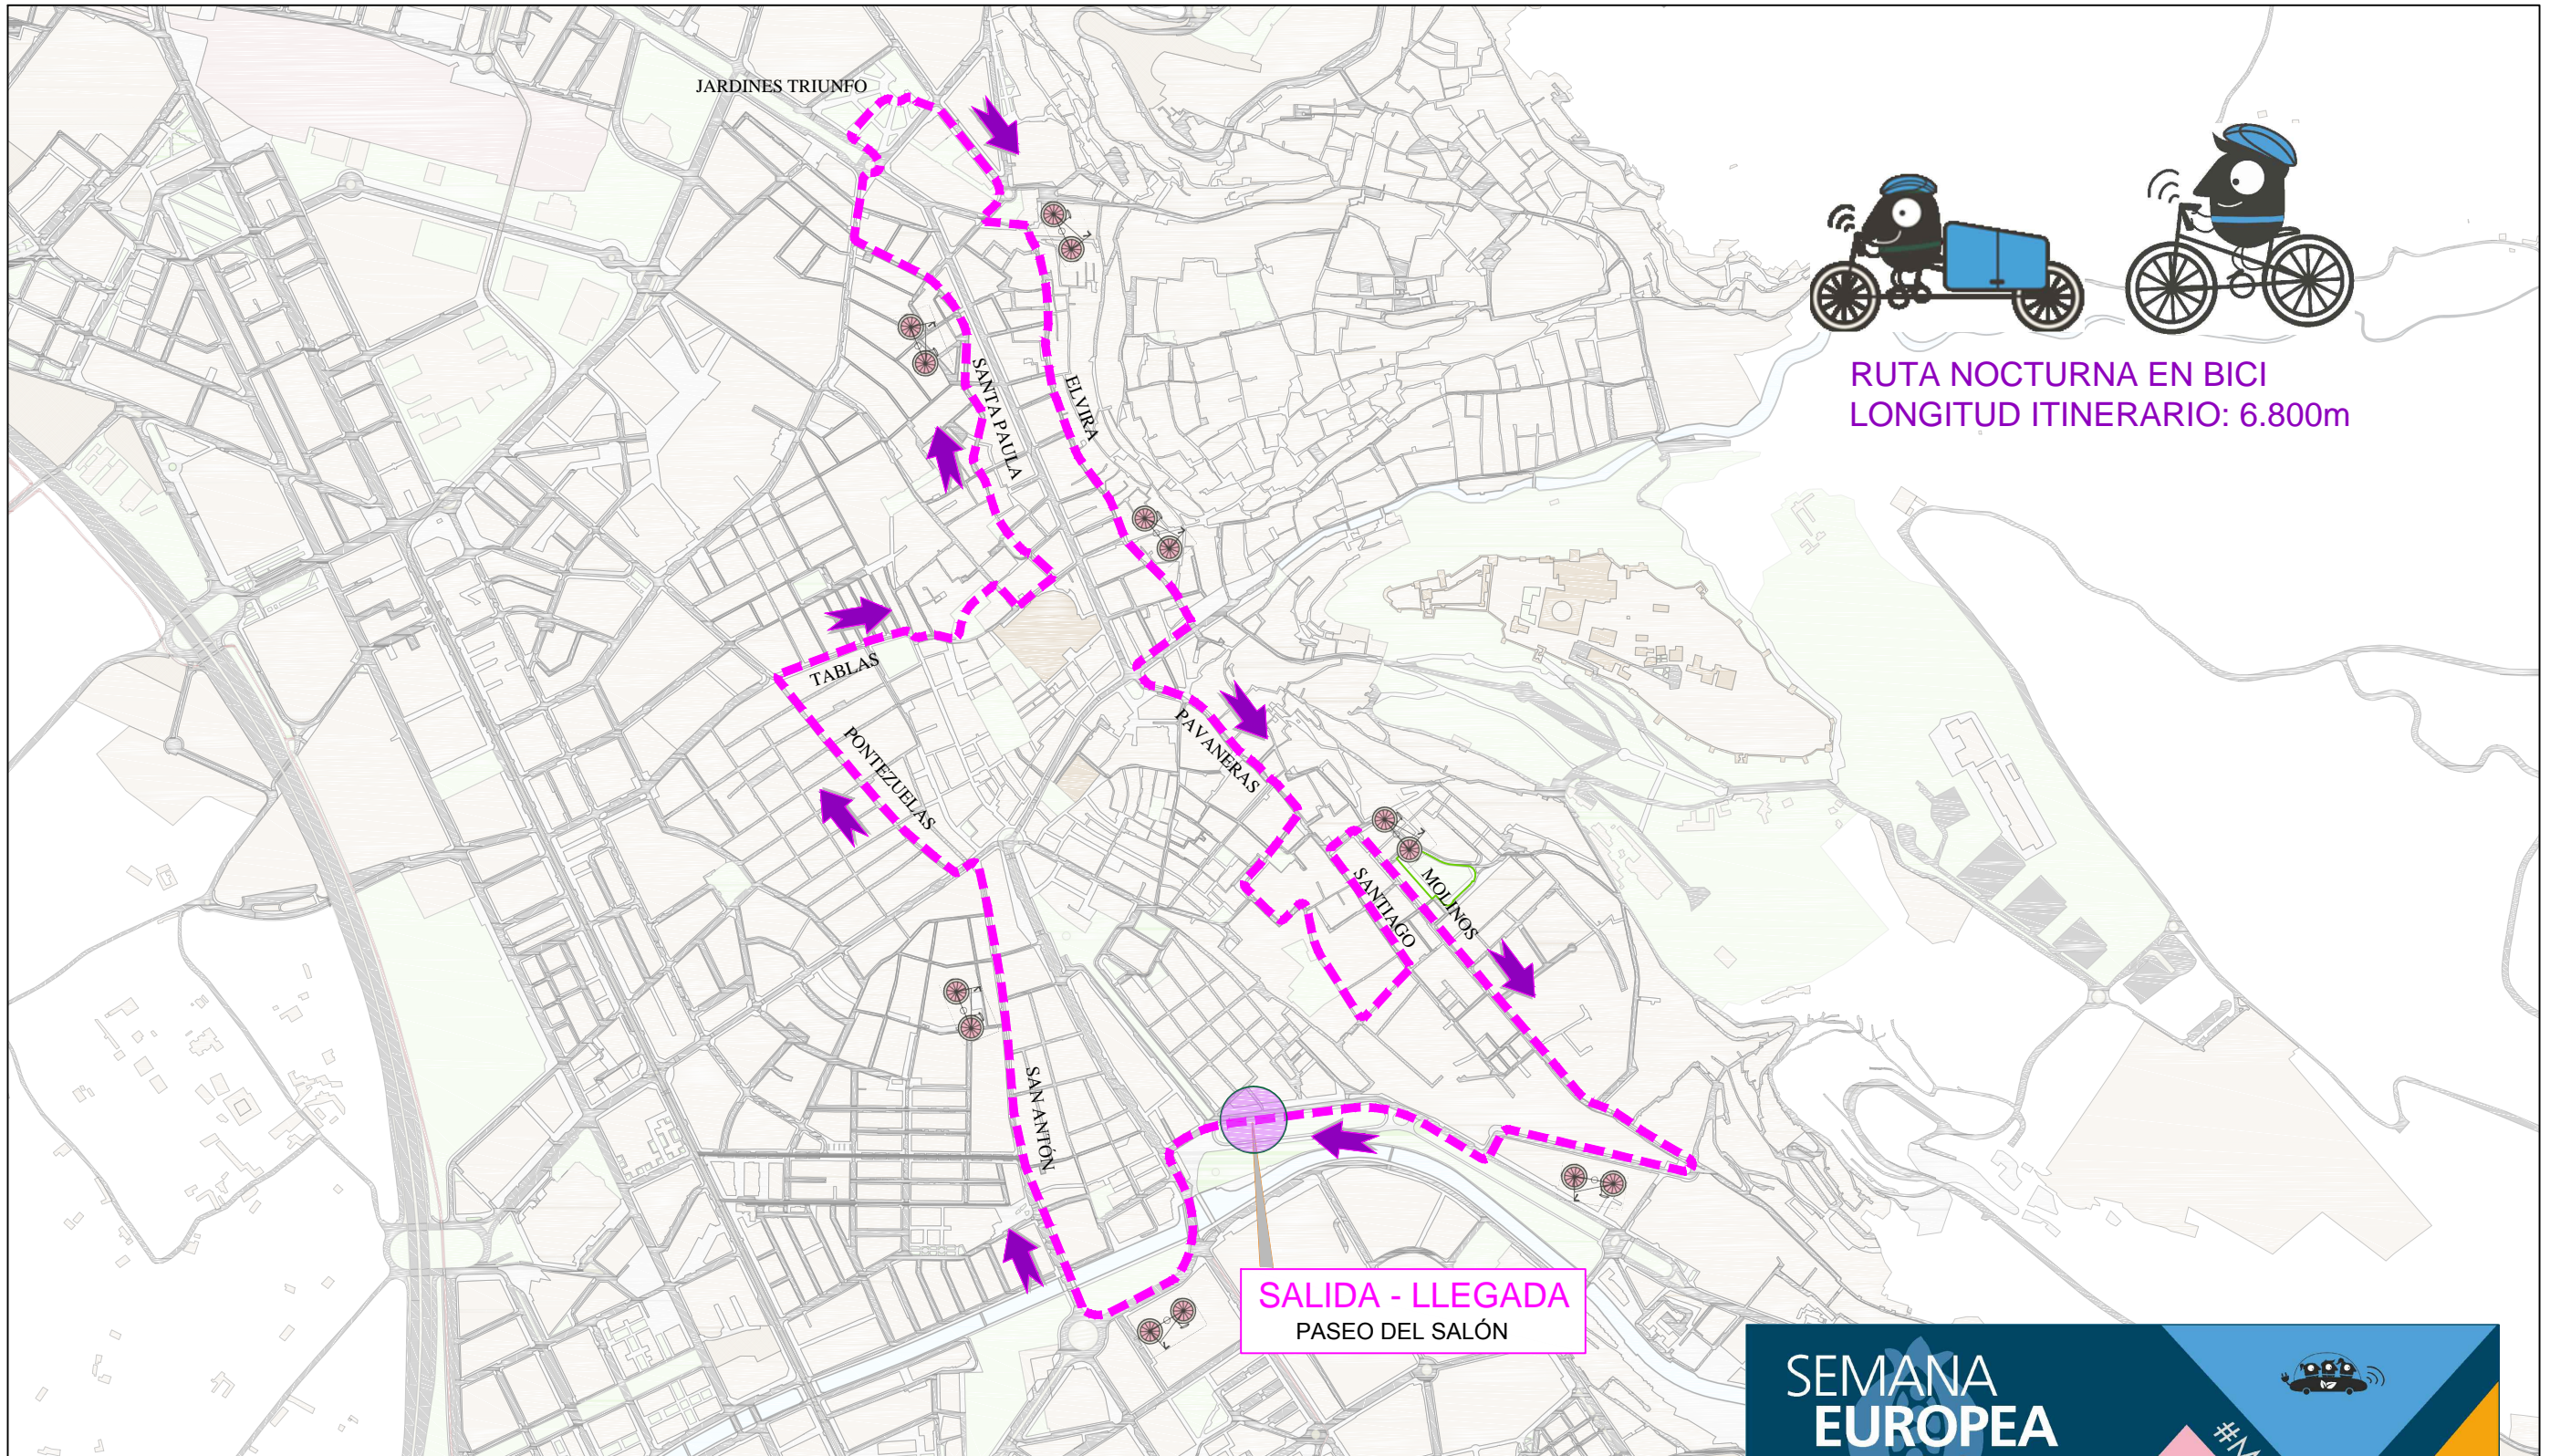 JARDINES TRIUNFO
RUTA NOCTURNA EN BICI
LONGITUD ITINERARIO: 6.800m
SANTA PAULA
ELVIRA
TABLAS
PONTEZUELAS
PAVANERAS
SANTIAGO
MOLINOS
SAN ANTÓN
SALIDA - LLEGADA
PASEO DEL SALÓN
SEMANA
EUROPEA